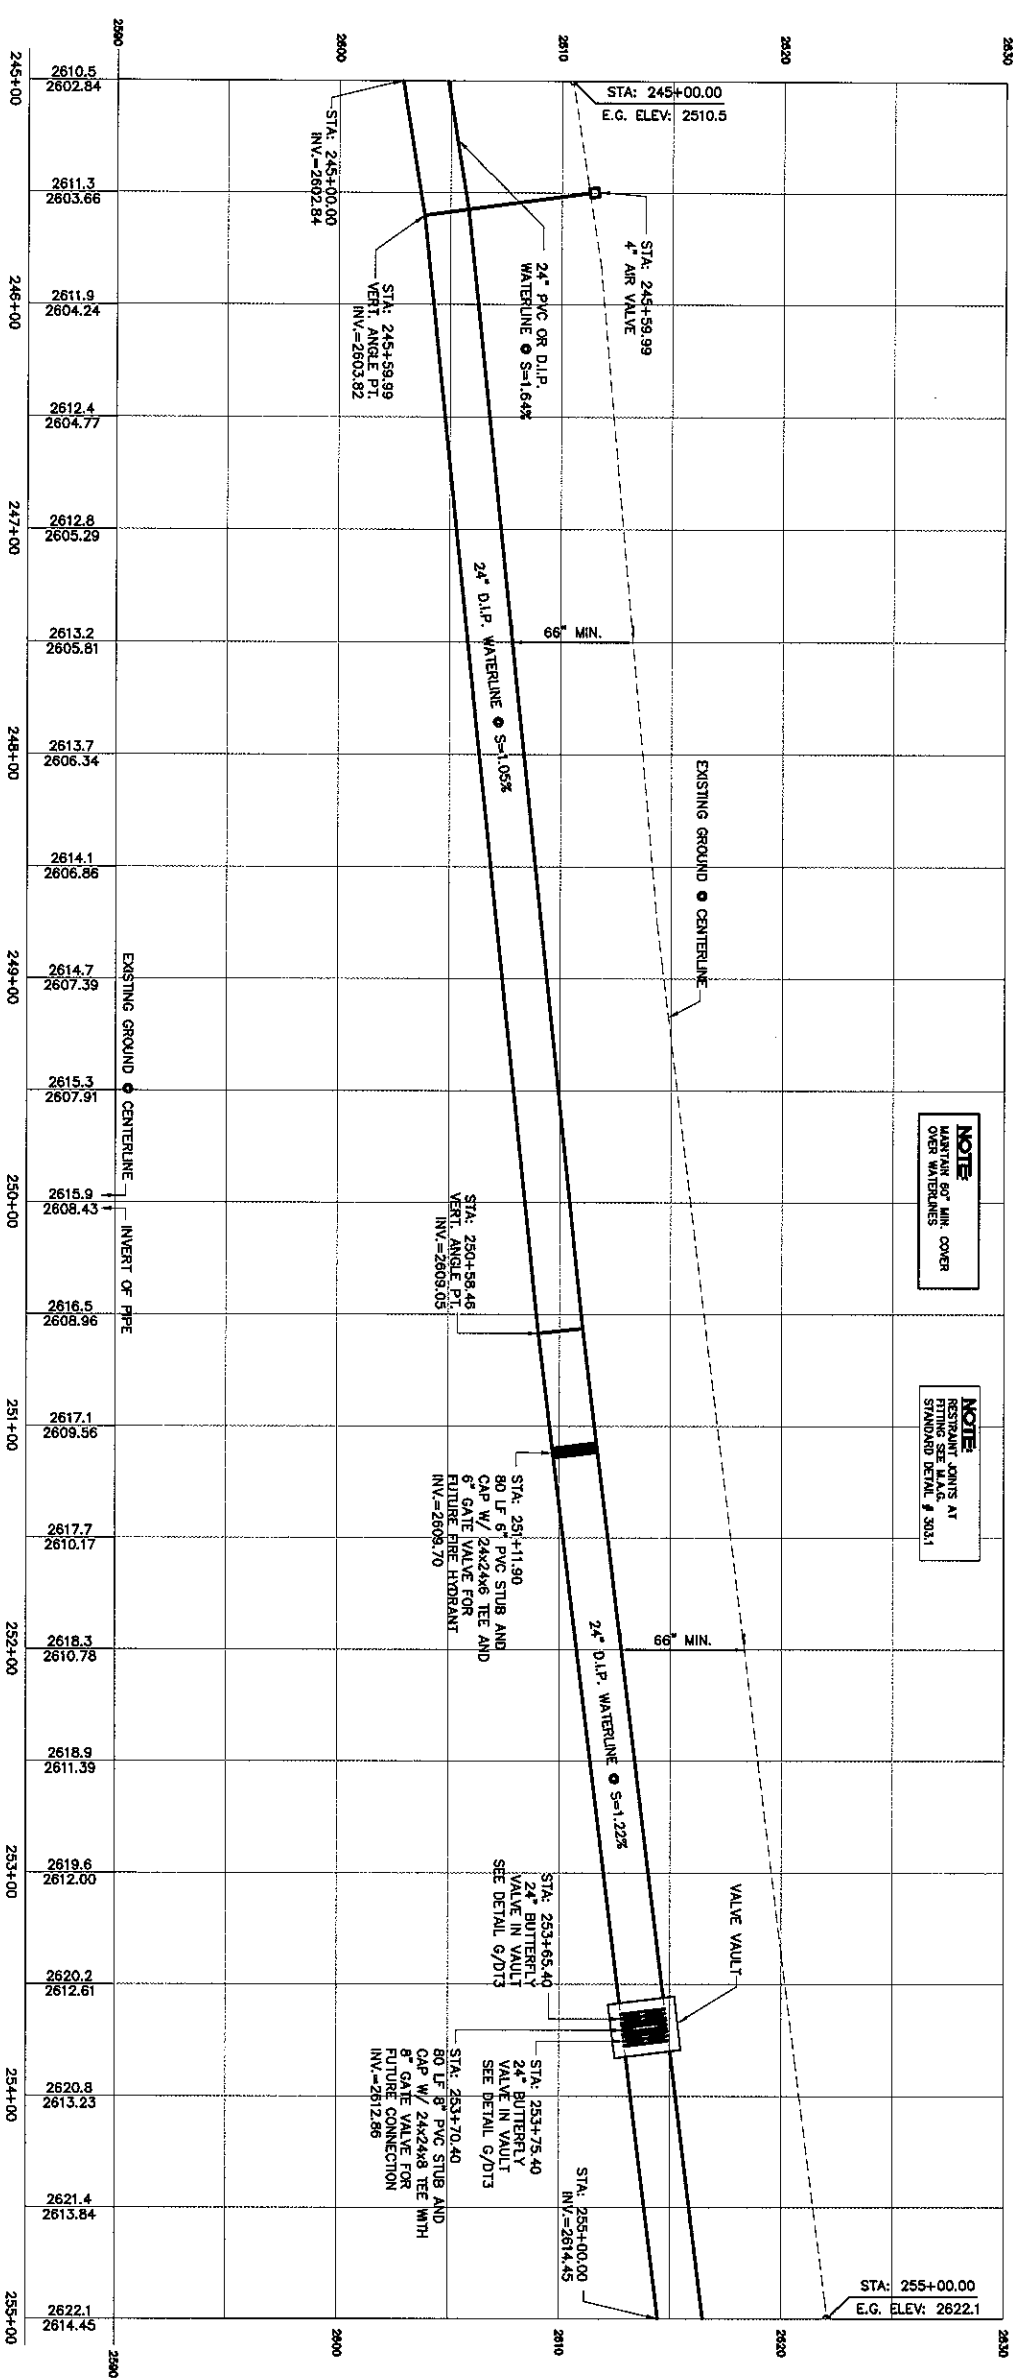 2590
2600
2610
2620
2630
STA: 245+00.00
E.G. ELEV: 2510.5
STA: 245+00.00
INV.=2602.84
STA: 245+59.99
4" AIR VALVE
24" PVC OR D.I.P.
WATERLINE @ S=1.64%
STA: 245+59.99
VERT. ANGLE PT.
INV.=2603.82
24" D.I.P. WATERLINE @ S=1.05%
66" MIN.
EXISTING GROUND @ CENTERLINE
NOTE:
MAINTAIN 60" MIN. COVER
OVER WATERLINES
NOTE:
RESTRAINT JOINTS AT
FITTING SEE M.A.G.
STANDARD DETAIL # 303.1
STA: 250+58.46
VERT. ANGLE PT.
INV.=2609.05
STA: 251+11.90
80 LF 6" PVC STUB AND
CAP W/ 24x24x6 TEE AND
6" GATE VALVE FOR
FUTURE FIRE HYDRANT
INV.=2609.70
66" MIN.
24" D.I.P. WATERLINE @ S=1.22%
VALVE VAULT
STA: 253+65.40
24" BUTTERFLY
VALVE IN VAULT
SEE DETAIL G/DT3
STA: 253+75.40
24" BUTTERFLY
VALVE IN VAULT
SEE DETAIL G/DT3
STA: 253+70.40
80 LF 8" PVC STUB AND
CAP W/ 24x24x8 TEE WITH
8" GATE VALVE FOR
FUTURE CONNECTION
INV.=2612.86
STA: 255+00.00
INV.=2614.45
STA: 255+00.00
E.G. ELEV: 2622.1
EXISTING GROUND @ CENTERLINE
INVERT OF PIPE
2590
2600
2610
2620
2630
2610.5
2602.84
245+00
2611.3
2603.66
2611.9
2604.24
246+00
2612.4
2604.77
2612.8
2605.29
247+00
2613.2
2605.81
2613.7
2606.34
248+00
2614.1
2606.86
2614.7
2607.39
249+00
2615.3
2607.91
2615.9
2608.43
250+00
2616.5
2608.96
2617.1
2609.56
251+00
2617.7
2610.17
2618.3
2610.78
252+00
2618.9
2611.39
2619.6
2612.00
253+00
2620.2
2612.61
2620.8
2613.23
254+00
2621.4
2613.84
2622.1
2614.45
255+00